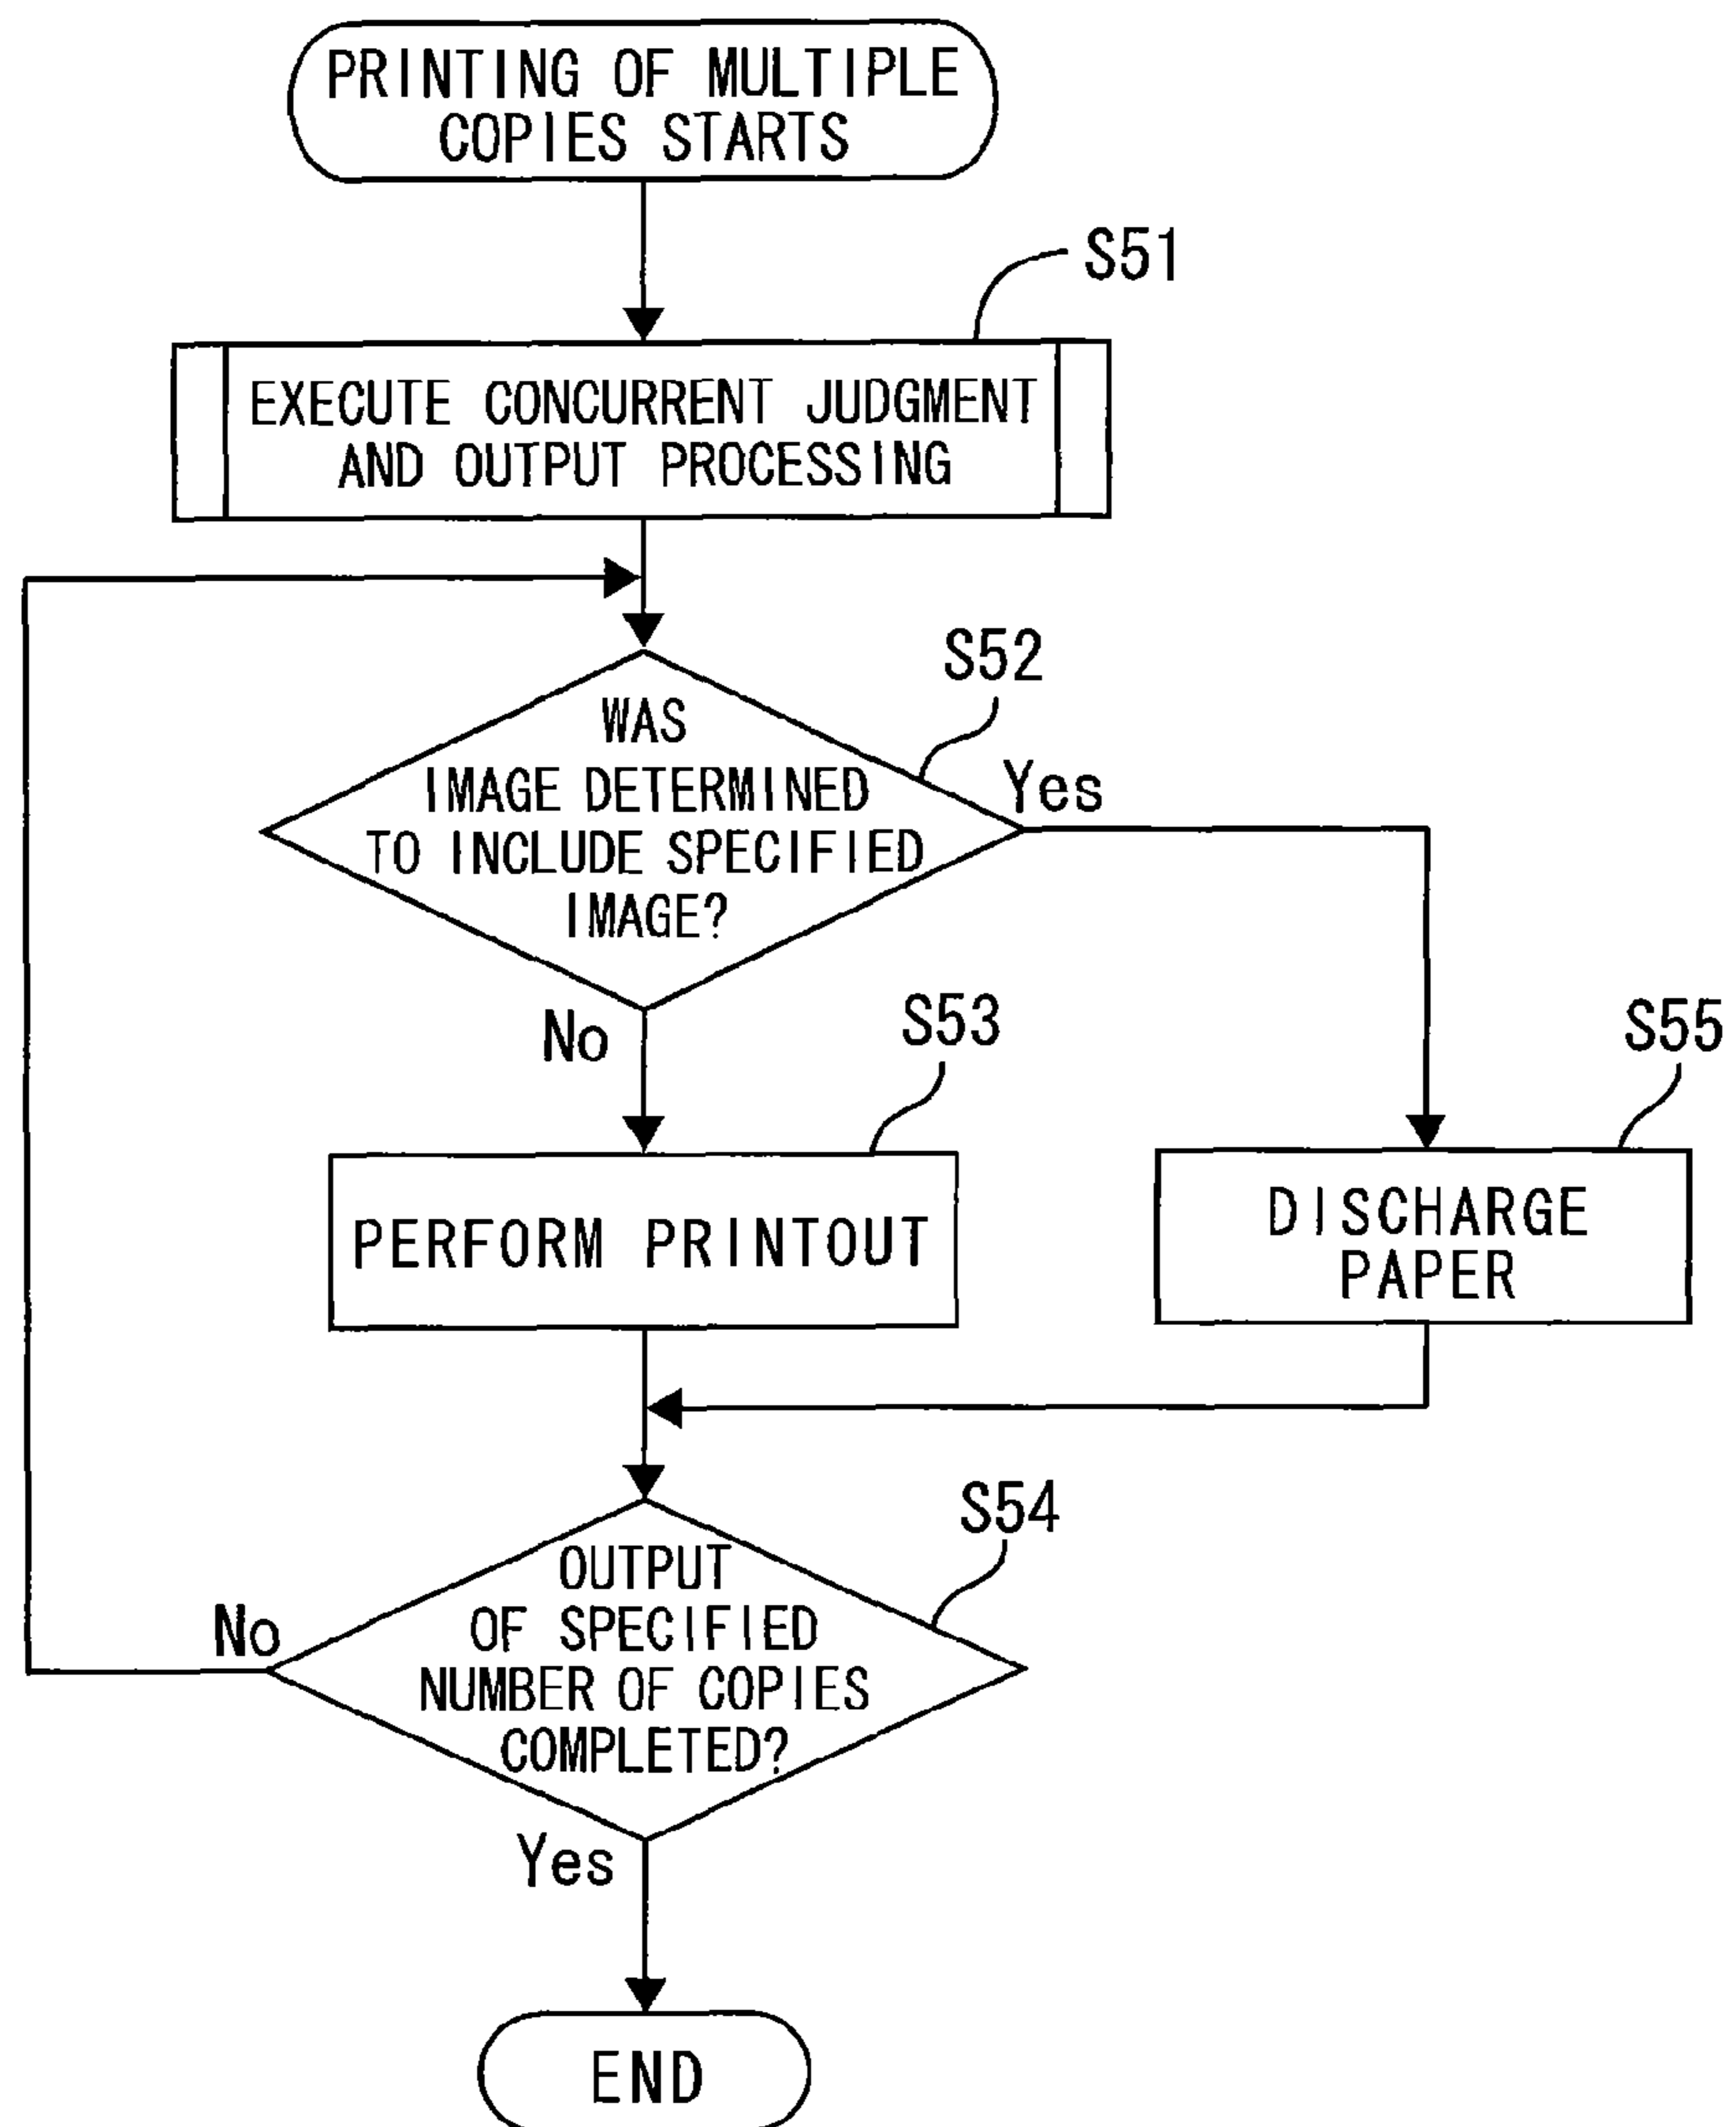 PRINTING OF MULTIPLE
COPIES STARTS
S51
EXECUTE CONCURRENT JUDGMENT
AND OUTPUT PROCESSING
S52
WAS
IMAGE DETERMINED
TO INCLUDE SPECIFIED
IMAGE?
Yes
No
S53
S55
PERFORM PRINTOUT
DISCHARGE
PAPER
S54
OUTPUT
OF SPECIFIED
NUMBER OF COPIES
COMPLETED?
No
Yes
END